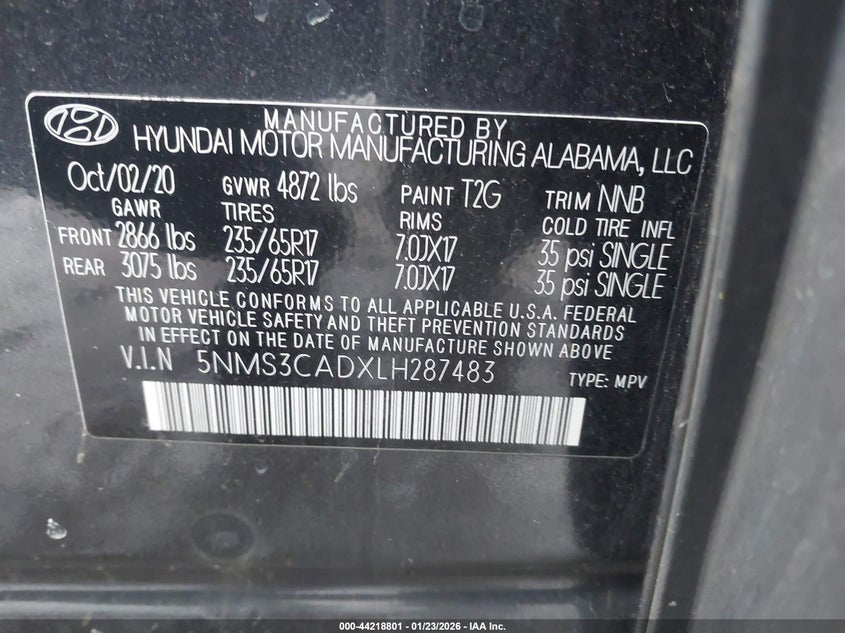 MANUFACTURED BY
HYUNDAI MOTOR MANUFACTURING ALABAMA, LLC
Oct/02/20 GVWR 4872 lbs PAINT T2G TRIM NNB
GAWR TIRES RIMS COLD TIRE INFL
FRONT 2866 lbs 235/65R17 7.0JX17 35 psi SINGLE
REAR 3075 lbs 235/65R17 7.0JX17 35 psi SINGLE
THIS VEHICLE CONFORMS TO ALL APPLICABLE U.S.A. FEDERAL
MOTOR VEHICLE SAFETY AND THEFT PREVENTION STANDARDS
IN EFFECT ON THE DATE OF MANUFACTURE SHOWN ABOVE
V.I.N 5NMS3CADXLH287483 TYPE: MPV
000-44218801 - 01/23/2026 - IAA Inc.